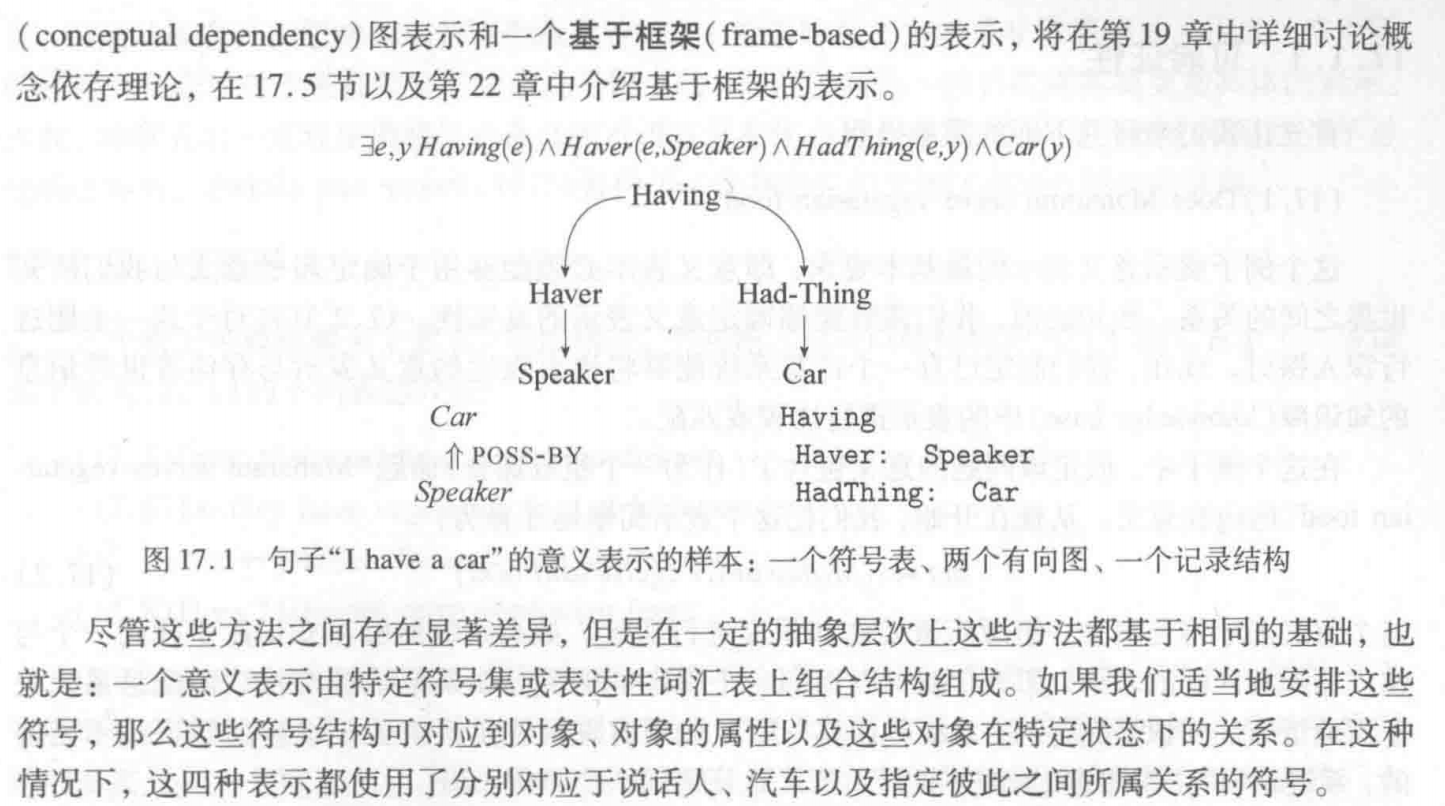 (conceptual dependency)图表示和一个基于框架(frame-based)的表示，将在第19章中详细讨论概
念依存理论，在17.5节以及第22章中介绍基于框架的表示。
∃e,y Having(e)∧Haver(e,Speaker)∧HadThing(e,y)∧Car(y)
Having
Haver Had-Thing
Speaker Car
Car Having
⇑POSS-BY Haver: Speaker
Speaker HadThing: Car
图17.1 句子“I have a car”的意义表示的样本：一个符号表、两个有向图、一个记录结构
尽管这些方法之间存在显著差异，但是在一定的抽象层次上这些方法都基于相同的基础，也
就是：一个意义表示由特定符号集或表达性词汇表上组合结构组成。如果我们适当地安排这些
符号，那么这些符号结构可对应到对象、对象的属性以及这些对象在特定状态下的关系。在这种
情况下，这四种表示都使用了分别对应于说话人、汽车以及指定彼此之间所属关系的符号。